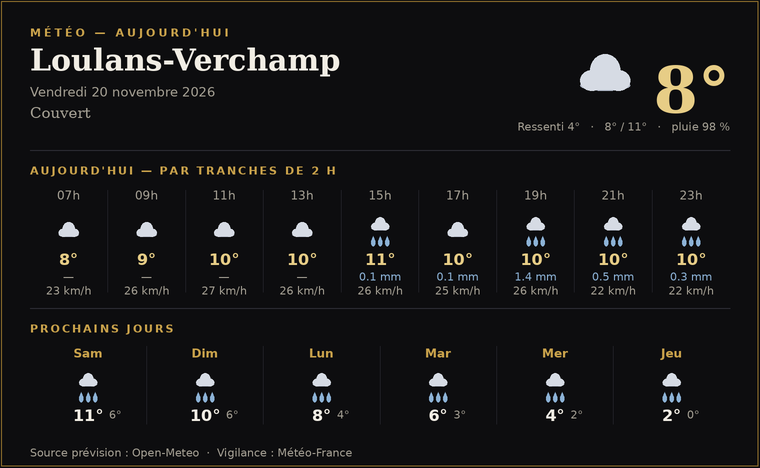 MÉTÉO — AUJOURD'HUI
Loulans-Verchamp
Vendredi 20 novembre 2026
Couvert
8°
Ressenti 4° · 8° / 11° · pluie 98 %
AUJOURD'HUI — PAR TRANCHES DE 2 H
07h 09h 11h 13h 15h 17h 19h 21h 23h
8° 9° 10° 10° 11° 10° 10° 10° 10°
— — — — 0.1 mm 0.1 mm 1.4 mm 0.5 mm 0.3 mm
23 km/h 26 km/h 27 km/h 26 km/h 26 km/h 25 km/h 26 km/h 22 km/h 22 km/h
PROCHAINS JOURS
Sam Dim Lun Mar Mer Jeu
11° 6° 10° 6° 8° 4° 6° 3° 4° 2° 2° 0°
Source prévision : Open-Meteo · Vigilance : Météo-France